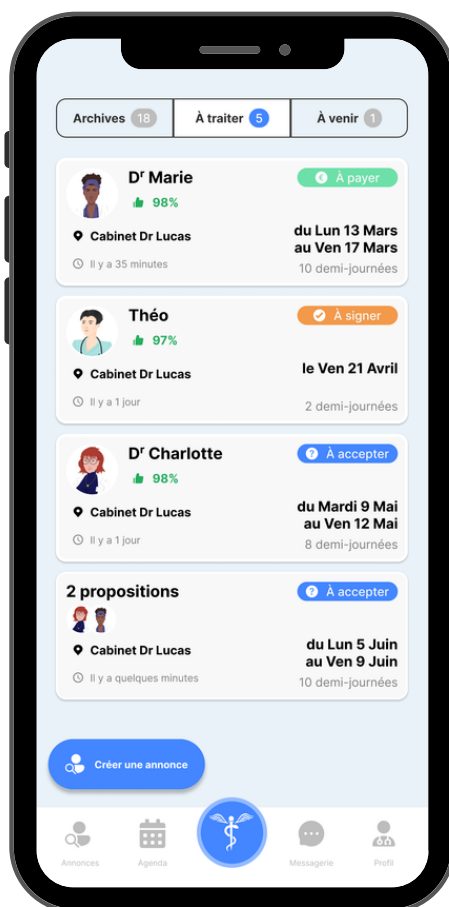 Archives 18
À traiter 5
À venir 1
Dʳ Marie
À payer
98%
Cabinet Dr Lucas
du Lun 13 Mars
au Ven 17 Mars
Il y a 35 minutes
10 demi-journées
Théo
À signer
97%
Cabinet Dr Lucas
le Ven 21 Avril
Il y a 1 jour
2 demi-journées
Dʳ Charlotte
À accepter
98%
Cabinet Dr Lucas
du Mardi 9 Mai
au Ven 12 Mai
Il y a 1 jour
8 demi-journées
2 propositions
À accepter
Cabinet Dr Lucas
du Lun 5 Juin
au Ven 9 Juin
Il y a quelques minutes
10 demi-journées
Créer une annonce
Annonces
Agenda
Messagerie
Profil